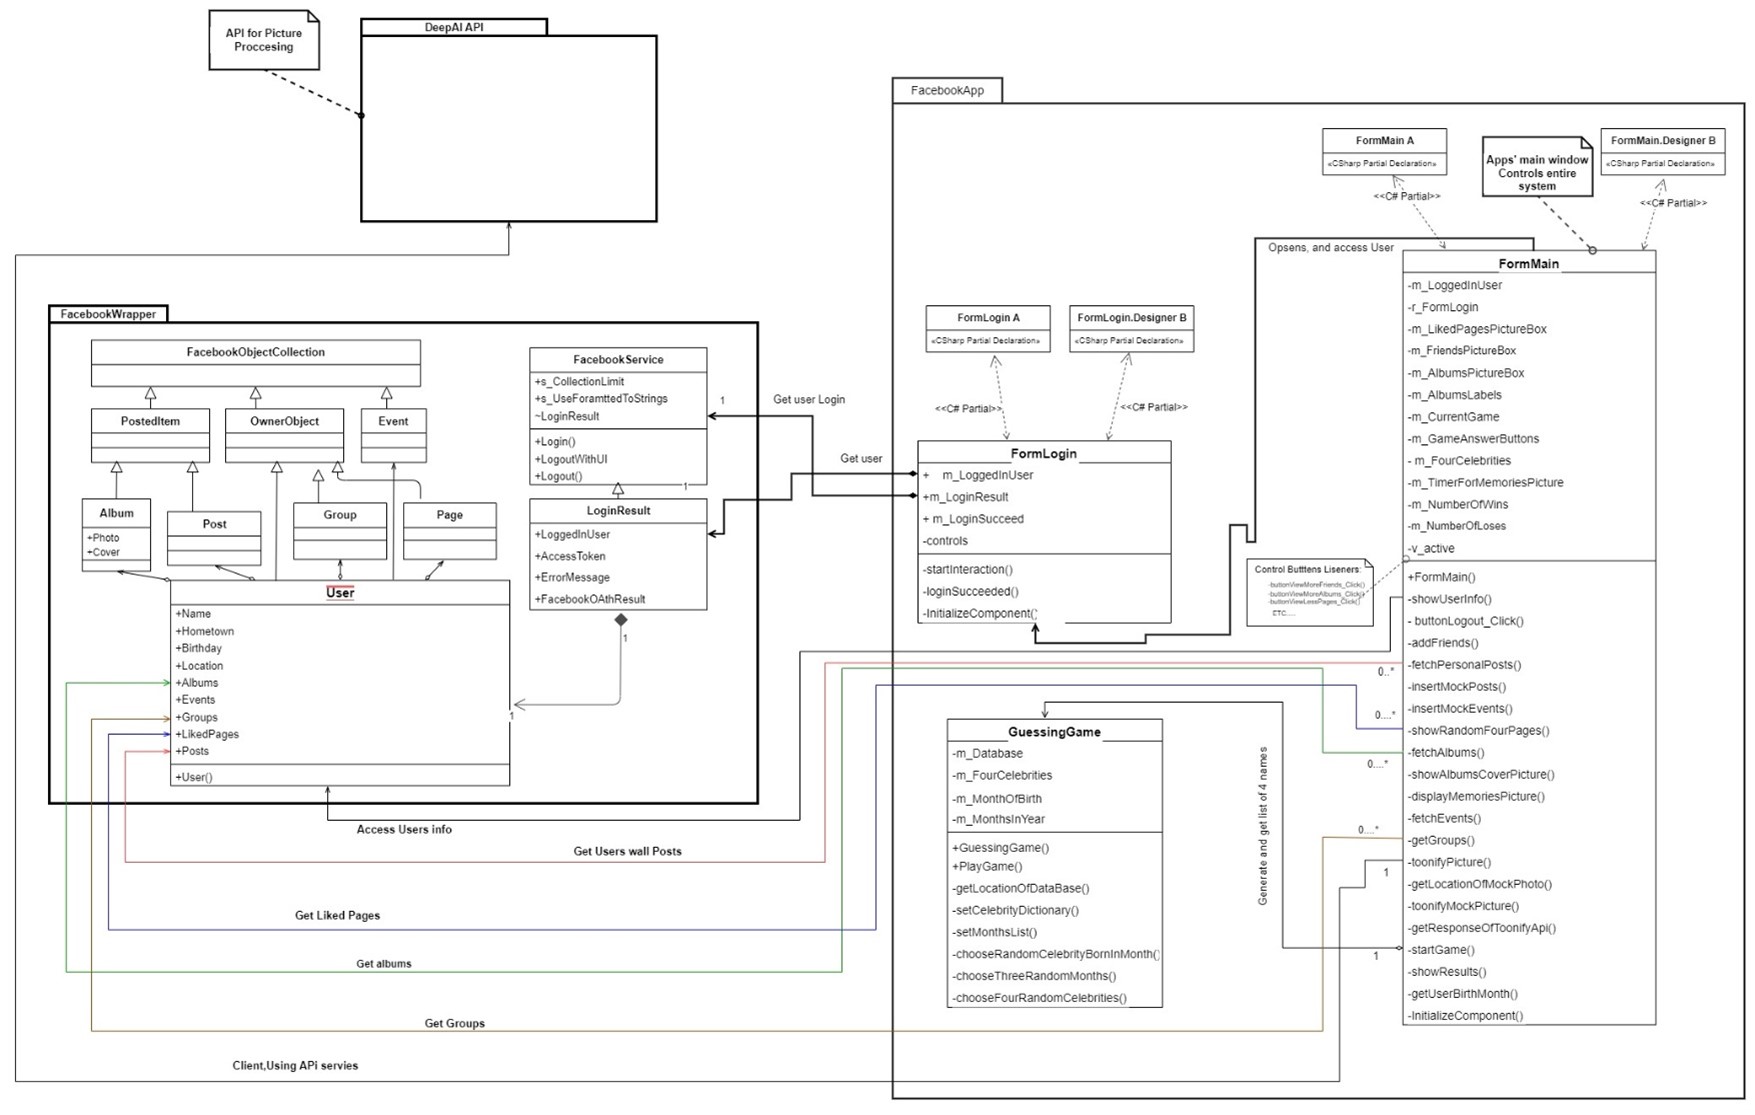 API for Picture
Proccesing
DeepAI API
FacebookApp
FormMain A
«CSharp Partial Declaration»
<<C# Partial>>
Apps' main window
Controls entire
system
FormMain.Designer B
«CSharp Partial Declaration»
<<C# Partial>>
Opsens, and access User
FormMain
-m_LoggedInUser
-r_FormLogin
-m_LikedPagesPictureBox
-m_FriendsPictureBox
-m_AlbumsPictureBox
-m_AlbumsLabels
-m_CurrentGame
-m_GameAnswerButtons
- m_FourCelebrities
-m_TimerForMemoriesPicture
-m_NumberOfWins
-m_NumberOfLoses
-v_active
+FormMain()
-showUserInfo()
- buttonLogout_Click()
-addFriends()
-fetchPersonalPosts()
-insertMockPosts()
-insertMockEvents()
-showRandomFourPages()
-fetchAlbums()
-showAlbumsCoverPicture()
-displayMemoriesPicture()
-fetchEvents()
-getGroups()
-toonifyPicture()
-getLocationOfMockPhoto()
-toonifyMockPicture()
-getResponseOfToonifyApi()
-startGame()
-showResults()
-getUserBirthMonth()
-InitializeComponent()
0..*
0....*
0....*
0....*
1
1
Control Butttens Liseners:
-buttonViewMoreFriends_Click()
-buttonViewMoreAlbums_Click()
-buttonViewLessPages_Click()
ETC.....
FacebookWrapper
FacebookObjectCollection
PostedItem
OwnerObject
Event
Album
+Photo
+Cover
Post
Group
Page
User
+Name
+Hometown
+Birthday
+Location
+Albums
+Events
+Groups
+LikedPages
+Posts
+User()
FacebookService
+s_CollectionLimit
+s_UseForamttedToStrings
~LoginResult
+Login()
+LogoutWithUI
+Logout()
1
1
LoginResult
+LoggedInUser
+AccessToken
+ErrorMessage
+FacebookOAthResult
1
1
Get user Login
Get user
FormLogin A
«CSharp Partial Declaration»
<<C# Partial>>
FormLogin.Designer B
«CSharp Partial Declaration»
<<C# Partial>>
FormLogin
+ m_LoggedInUser
+m_LoginResult
+ m_LoginSucceed
-controls
-startInteraction()
-loginSucceeded()
-InitializeComponent()
GuessingGame
-m_Database
-m_FourCelebrities
-m_MonthOfBirth
-m_MonthsInYear
+GuessingGame()
+PlayGame()
-getLocationOfDataBase()
-setCelebrityDictionary()
-setMonthsList()
-chooseRandomCelebrityBornInMonth()
-chooseThreeRandomMonths()
-chooseFourRandomCelebrities()
Generate and get list of 4 names
Access Users info
Get Users wall Posts
Get Liked Pages
Get albums
Get Groups
Client,Using APi servies